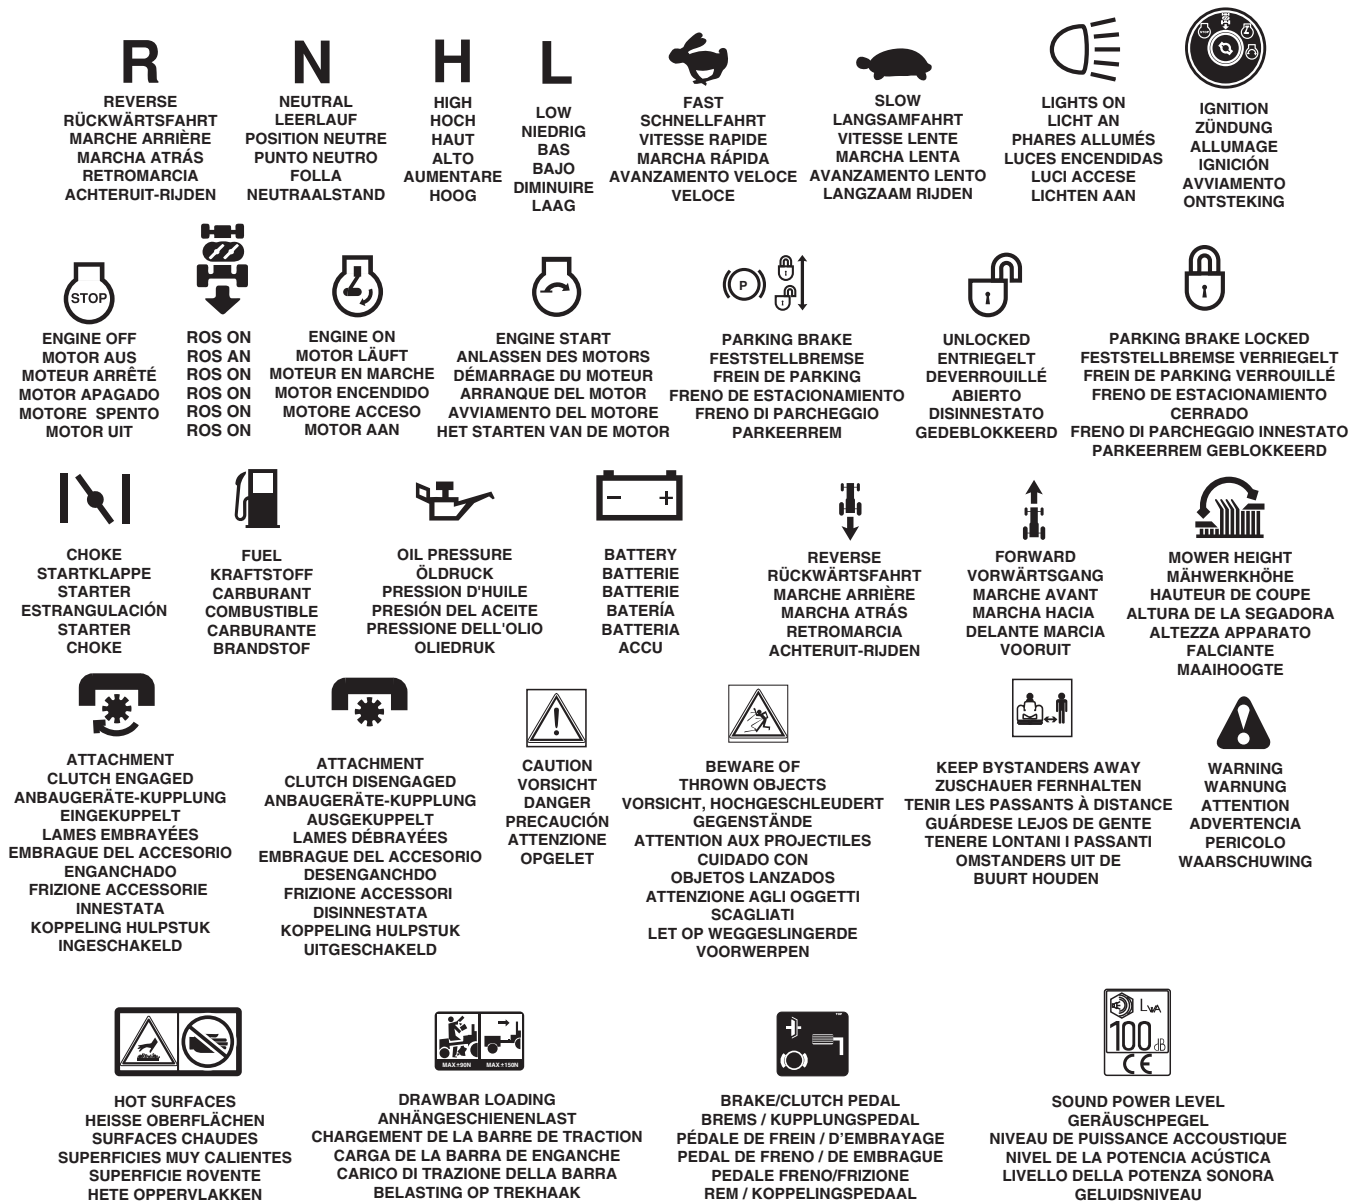 R
REVERSE
RÜCKWÄRTSFAHRT
MARCHE ARRIÈRE
MARCHA ATRÁS
RETROMARCIA
ACHTERUIT-RIJDEN
N
NEUTRAL
LEERLAUF
POSITION NEUTRE
PUNTO NEUTRO
FOLLA
NEUTRAALSTAND
H
HIGH
HOCH
HAUT
ALTO
AUMENTARE
HOOG
L
LOW
NIEDRIG
BAS
BAJO
DIMINUIRE
LAAG
FAST
SCHNELLFAHRT
VITESSE RAPIDE
MARCHA RÁPIDA
AVANZAMENTO VELOCE
VELOCE
SLOW
LANGSAMFAHRT
VITESSE LENTE
MARCHA LENTA
AVANZAMENTO LENTO
LANGZAAM RIJDEN
LIGHTS ON
LICHT AN
PHARES ALLUMÉS
LUCES ENCENDIDAS
LUCI ACCESE
LICHTEN AAN
IGNITION
ZÜNDUNG
ALLUMAGE
IGNICIÓN
AVVIAMENTO
ONTSTEKING
STOP
ENGINE OFF
MOTOR AUS
MOTEUR ARRÊTÉ
MOTOR APAGADO
MOTORE SPENTO
MOTOR UIT
ROS ON
ROS AN
ROS ON
ROS ON
ROS ON
ROS ON
ENGINE ON
MOTOR LÄUFT
MOTEUR EN MARCHE
MOTOR ENCENDIDO
MOTORE ACCESO
MOTOR AAN
ENGINE START
ANLASSEN DES MOTORS
DÉMARRAGE DU MOTEUR
ARRANQUE DEL MOTOR
AVVIAMENTO DEL MOTORE
HET STARTEN VAN DE MOTOR
P
PARKING BRAKE
FESTSTELLBREMSE
FREIN DE PARKING
FRENO DE ESTACIONAMIENTO
FRENO DI PARCHEGGIO
PARKEERREM
UNLOCKED
ENTRIEGELT
DEVERROUILLÉ
ABIERTO
DISINNESTATO
GEDEBLOKKEERD
PARKING BRAKE LOCKED
FESTSTELLBREMSE VERRIEGELT
FREIN DE PARKING VERROUILLÉ
FRENO DE ESTACIONAMIENTO
CERRADO
FRENO DI PARCHEGGIO INNESTATO
PARKEERREM GEBLOKKEERD
CHOKE
STARTKLAPPE
STARTER
ESTRANGULACIÓN
STARTER
CHOKE
FUEL
KRAFTSTOFF
CARBURANT
COMBUSTIBLE
CARBURANTE
BRANDSTOF
OIL PRESSURE
ÖLDRUCK
PRESSION D'HUILE
PRESIÓN DEL ACEITE
PRESSIONE DELL'OLIO
OLIEDRUK
- +
BATTERY
BATTERIE
BATTERIE
BATERÍA
BATTERIA
ACCU
REVERSE
RÜCKWÄRTSFAHRT
MARCHE ARRIÈRE
MARCHA ATRÁS
RETROMARCIA
ACHTERUIT-RIJDEN
FORWARD
VORWÄRTSGANG
MARCHE AVANT
MARCHA HACIA
DELANTE MARCIA
VOORUIT
MOWER HEIGHT
MÄHWERKHÖHE
HAUTEUR DE COUPE
ALTURA DE LA SEGADORA
ALTEZZA APPARATO
FALCIANTE
MAAIHOOGTE
ATTACHMENT
CLUTCH ENGAGED
ANBAUGERÄTE-KUPPLUNG
EINGEKUPPELT
LAMES EMBRAYÉES
EMBRAGUE DEL ACCESORIO
ENGANCHADO
FRIZIONE ACCESSORIE
INNESTATA
KOPPELING HULPSTUK
INGESCHAKELD
ATTACHMENT
CLUTCH DISENGAGED
ANBAUGERÄTE-KUPPLUNG
AUSGEKUPPELT
LAMES DÉBRAYÉES
EMBRAGUE DEL ACCESORIO
DESENGANCHDO
FRIZIONE ACCESSORI
DISINNESTATA
KOPPELING HULPSTUK
UITGESCHAKELD
CAUTION
VORSICHT
DANGER
PRECAUCIÓN
ATTENZIONE
OPGELET
BEWARE OF
THROWN OBJECTS
VORSICHT, HOCHGESCHLEUDERT
GEGENSTÄNDE
ATTENTION AUX PROJECTILES
CUIDADO CON
OBJETOS LANZADOS
ATTENZIONE AGLI OGGETTI
SCAGLIATI
LET OP WEGGESLINGERDE
VOORWERPEN
KEEP BYSTANDERS AWAY
ZUSCHAUER FERNHALTEN
TENIR LES PASSANTS À DISTANCE
GUÁRDESE LEJOS DE GENTE
TENERE LONTANI I PASSANTI
OMSTANDERS UIT DE
BUURT HOUDEN
WARNING
WARNUNG
ATTENTION
ADVERTENCIA
PERICOLO
WAARSCHUWING
HOT SURFACES
HEISSE OBERFLÄCHEN
SURFACES CHAUDES
SUPERFICIES MUY CALIENTES
SUPERFICIE ROVENTE
HETE OPPERVLAKKEN
MAX±90N MAX±150N
DRAWBAR LOADING
ANHÄNGESCHIENENLAST
CHARGEMENT DE LA BARRE DE TRACTION
CARGA DE LA BARRA DE ENGANCHE
CARICO DI TRAZIONE DELLA BARRA
BELASTING OP TREKHAAK
BRAKE/CLUTCH PEDAL
BREMS / KUPPLUNGSPEDAL
PÉDALE DE FREIN / D'EMBRAYAGE
PEDAL DE FRENO / DE EMBRAGUE
PEDALE FRENO/FRIZIONE
REM / KOPPELINGSPEDAAL
LWA
100 dB
CE
SOUND POWER LEVEL
GERÄUSCHPEGEL
NIVEAU DE PUISSANCE ACCOUSTIQUE
NIVEL DE LA POTENCIA ACÚSTICA
LIVELLO DELLA POTENZA SONORA
GELUIDSNIVEAU